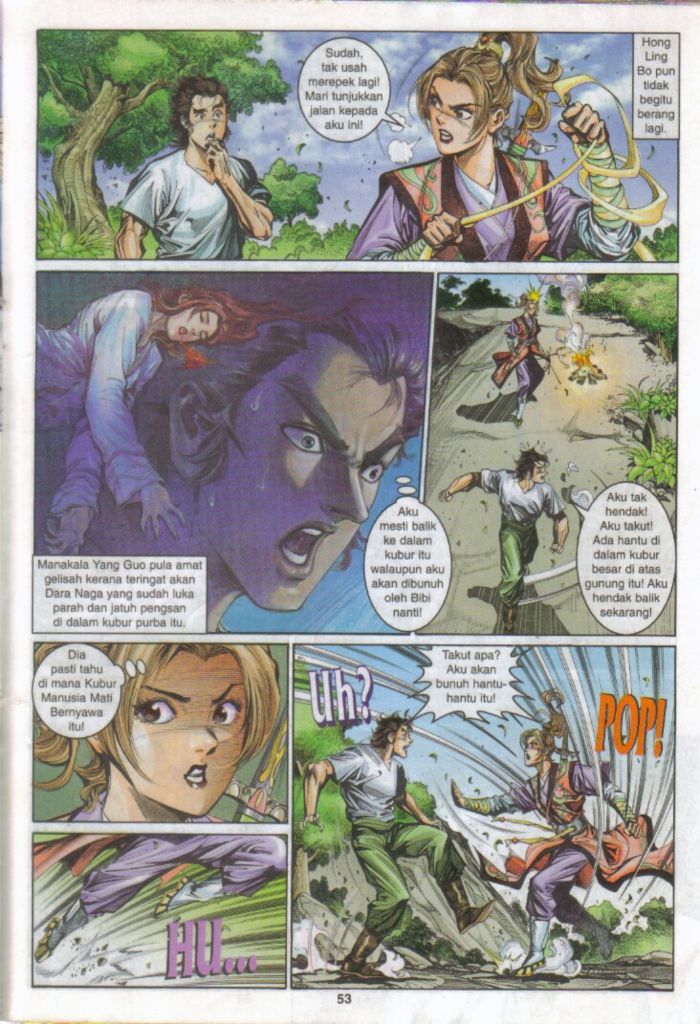 Sudah,
tak usah
merepek lagi!
Mari tunjukkan
jalan kepada
aku ini!
Hong
Ling
Bo pun
tidak
begitu
berang
lagi.
Manakala Yang Guo pula amat
gelisah kerana teringat akan
Dara Naga yang sudah luka
parah dan jatuh pengsan
di dalam kubur purba itu.
Aku
mesti balik
ke dalam
kubur itu
walaupun aku
akan dibunuh
oleh Bibi
nanti!
Aku tak
hendak!
Aku takut!
Ada hantu di
dalam kubur
besar di atas
gunung itu! Aku
hendak balik
sekarang!
Dia
pasti tahu
di mana Kubur
Manusia Mati
Bernyawa
itu!
HU...
Uh?
Takut apa?
Aku akan
bunuh hantu-
hantu itu!
POP!
53